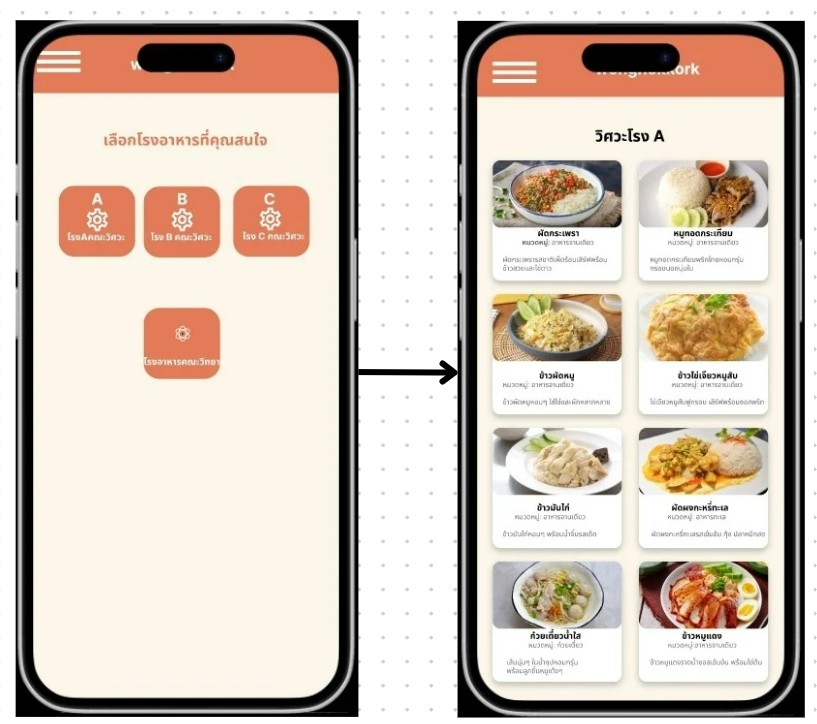 เลือกโรงอาหารที่คุณสนใจ
A
โรงAคณะวิศวะ
B
โรง B คณะวิศวะ
C
โรง C คณะวิศวะ
โรงอาหารคณะวิทยา
วิศวะโรง A
ผัดกระเพรา
หมวดหมู่: อาหารจานเดียว
ผัดกระเพรารสชาติเผ็ดร้อนเสิร์ฟพร้อม
ข้าวสวยและไข่ดาว
หมูทอดกระเทียม
หมวดหมู่: อาหารจานเดียว
หมูทอดกระเทียมพริกไทยหอมกรุ่น
กรอบนอกนุ่มใน
ข้าวผัดหมู
หมวดหมู่: อาหารจานเดียว
ข้าวผัดหมูหอมๆ ใส่ไข่และผักหลากหลาย
ข้าวไข่เจียวหมูสับ
หมวดหมู่: อาหารจานเดียว
ไข่เจียวหมูสับฟูกรอบ เสิร์ฟพร้อมซอสพริก
ข้าวมันไก่
หมวดหมู่: อาหารจานเดียว
ข้าวมันไก่หอมๆ พร้อมน้ำจิ้มรสเด็ด
ผัดผงกะหรี่ทะเล
หมวดหมู่: อาหารทะเล
ผัดผงกะหรี่ทะเลรสเข้มข้น กุ้ง ปลาหมึกสด
ก๋วยเตี๋ยวน้ำใส
หมวดหมู่: ก๋วยเตี๋ยว
เส้นนุ่มๆ ในน้ำซุปหอมกรุ่น
พร้อมลูกชิ้นหมูเด้งๆ
ข้าวหมูแดง
หมวดหมู่:อาหารจานเดียว
ข้าวหมูแดงราดน้ำซอสเข้มข้น พร้อมไข่ต้ม